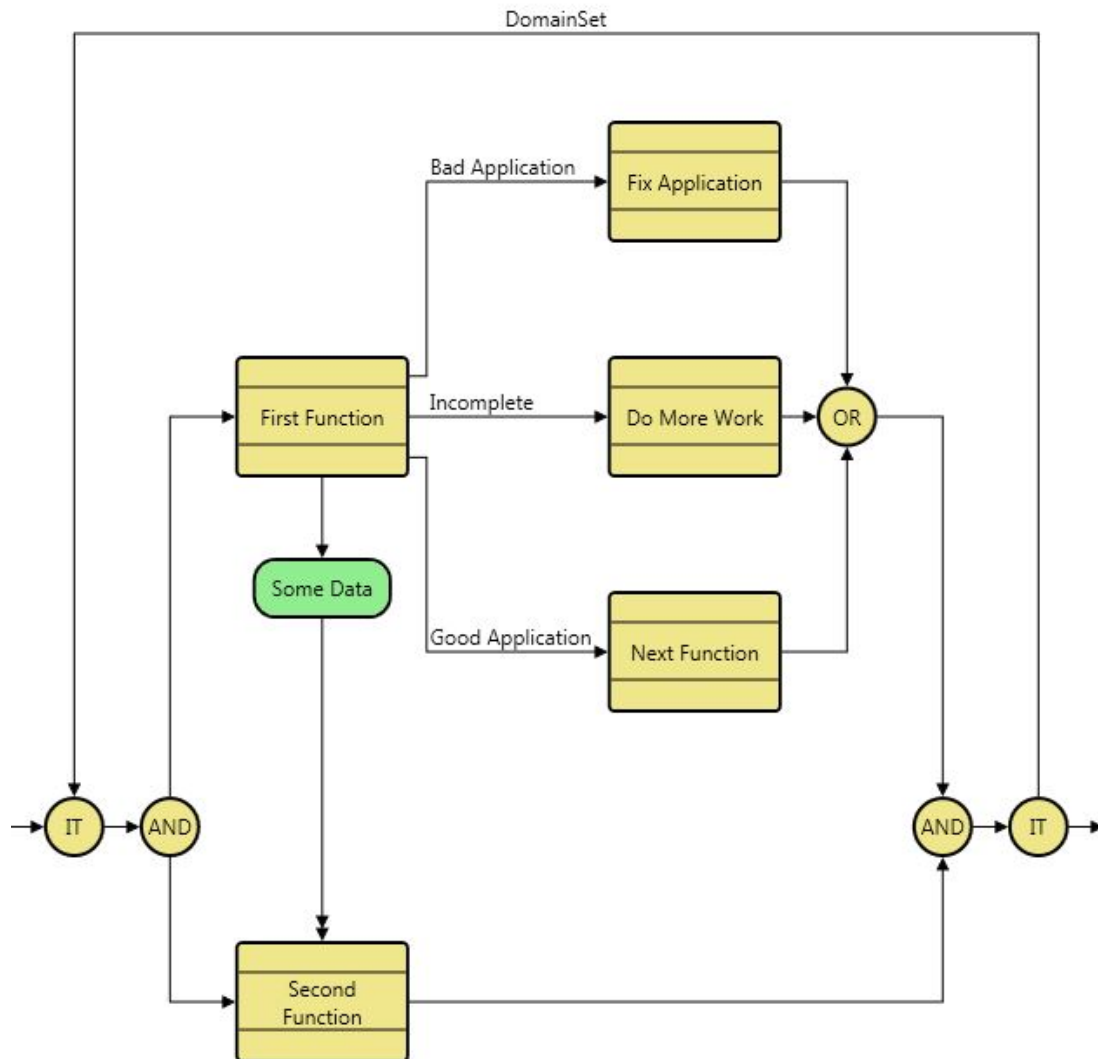 DomainSet
Bad Application
Fix Application
First Function
Incomplete
Do More Work
OR
Some Data
Good Application
Next Function
IT
AND
AND
IT
Second
Function